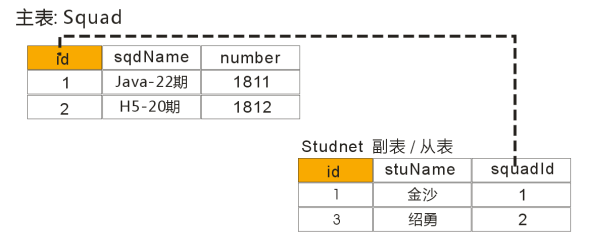 主表: Squad
id sqdName number
1 Java-22期 1811
2 H5-20期 1812
Studnet 副表 / 从表
id stuName squadId
1 金沙 1
3 绍勇 2